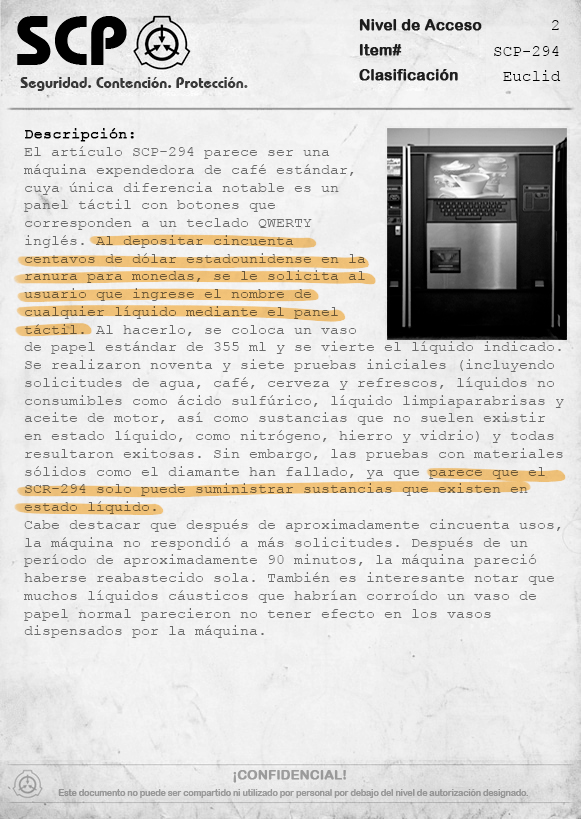 SCP
Seguridad. Contención. Protección.
Nivel de Acceso 2
Item# SCP-294
Clasificación Euclid
Descripción:
El artículo SCP-294 parece ser una
máquina expendedora de café estándar,
cuya única diferencia notable es un
panel táctil con botones que
corresponden a un teclado QWERTY
inglés. Al depositar cincuenta
centavos de dólar estadounidense en la
ranura para monedas, se le solicita al
usuario que ingrese el nombre de
cualquier líquido mediante el panel
táctil. Al hacerlo, se coloca un vaso
de papel estándar de 355 ml y se vierte el líquido indicado.
Se realizaron noventa y siete pruebas iniciales (incluyendo
solicitudes de agua, café, cerveza y refrescos, líquidos no
consumibles como ácido sulfúrico, líquido limpiaparabrisas y
aceite de motor, así como sustancias que no suelen existir
en estado líquido, como nitrógeno, hierro y vidrio) y todas
resultaron exitosas. Sin embargo, las pruebas con materiales
sólidos como el diamante han fallado, ya que parece que el
SCR-294 solo puede suministrar sustancias que existen en
estado líquido.
Cabe destacar que después de aproximadamente cincuenta usos,
la máquina no respondió a más solicitudes. Después de un
período de aproximadamente 90 minutos, la máquina pareció
haberse reabastecido sola. También es interesante notar que
muchos líquidos cáusticos que habrían corroído un vaso de
papel normal parecieron no tener efecto en los vasos
dispensados por la máquina.
¡CONFIDENCIAL!
Este documento no puede ser compartido ni utilizado por personal por debajo del nivel de autorización designado.